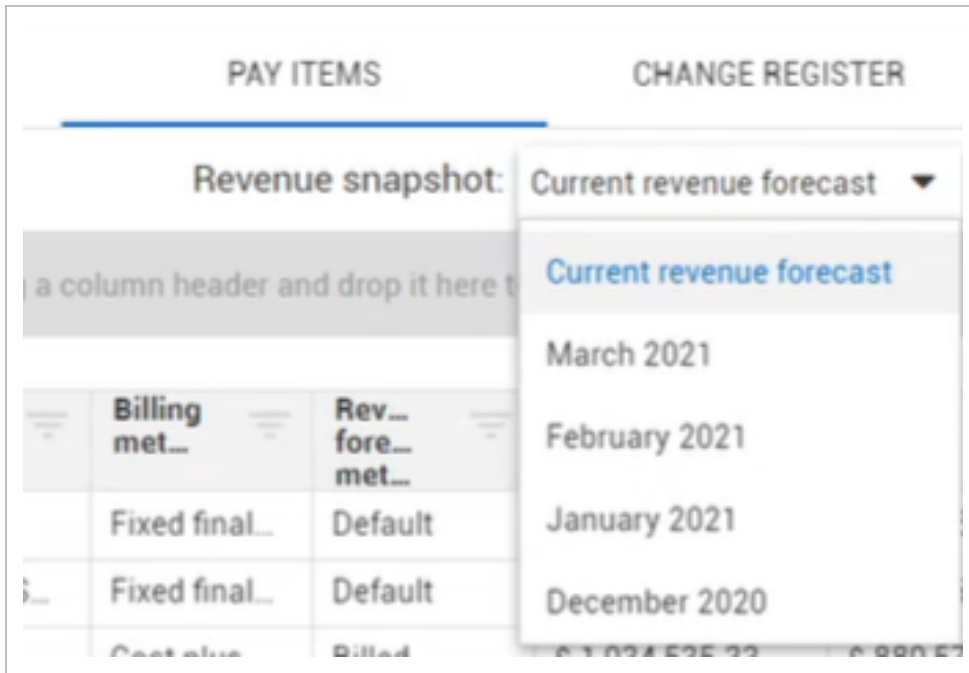 PAY ITEMS CHANGE REGISTER
Revenue snapshot: Current revenue forecast
a column header and drop it here
Current revenue forecast
March 2021
February 2021
January 2021
December 2020
Billing met... Rev... fore... met...
Fixed final... Default
Fixed final... Default
Cost plus Billed